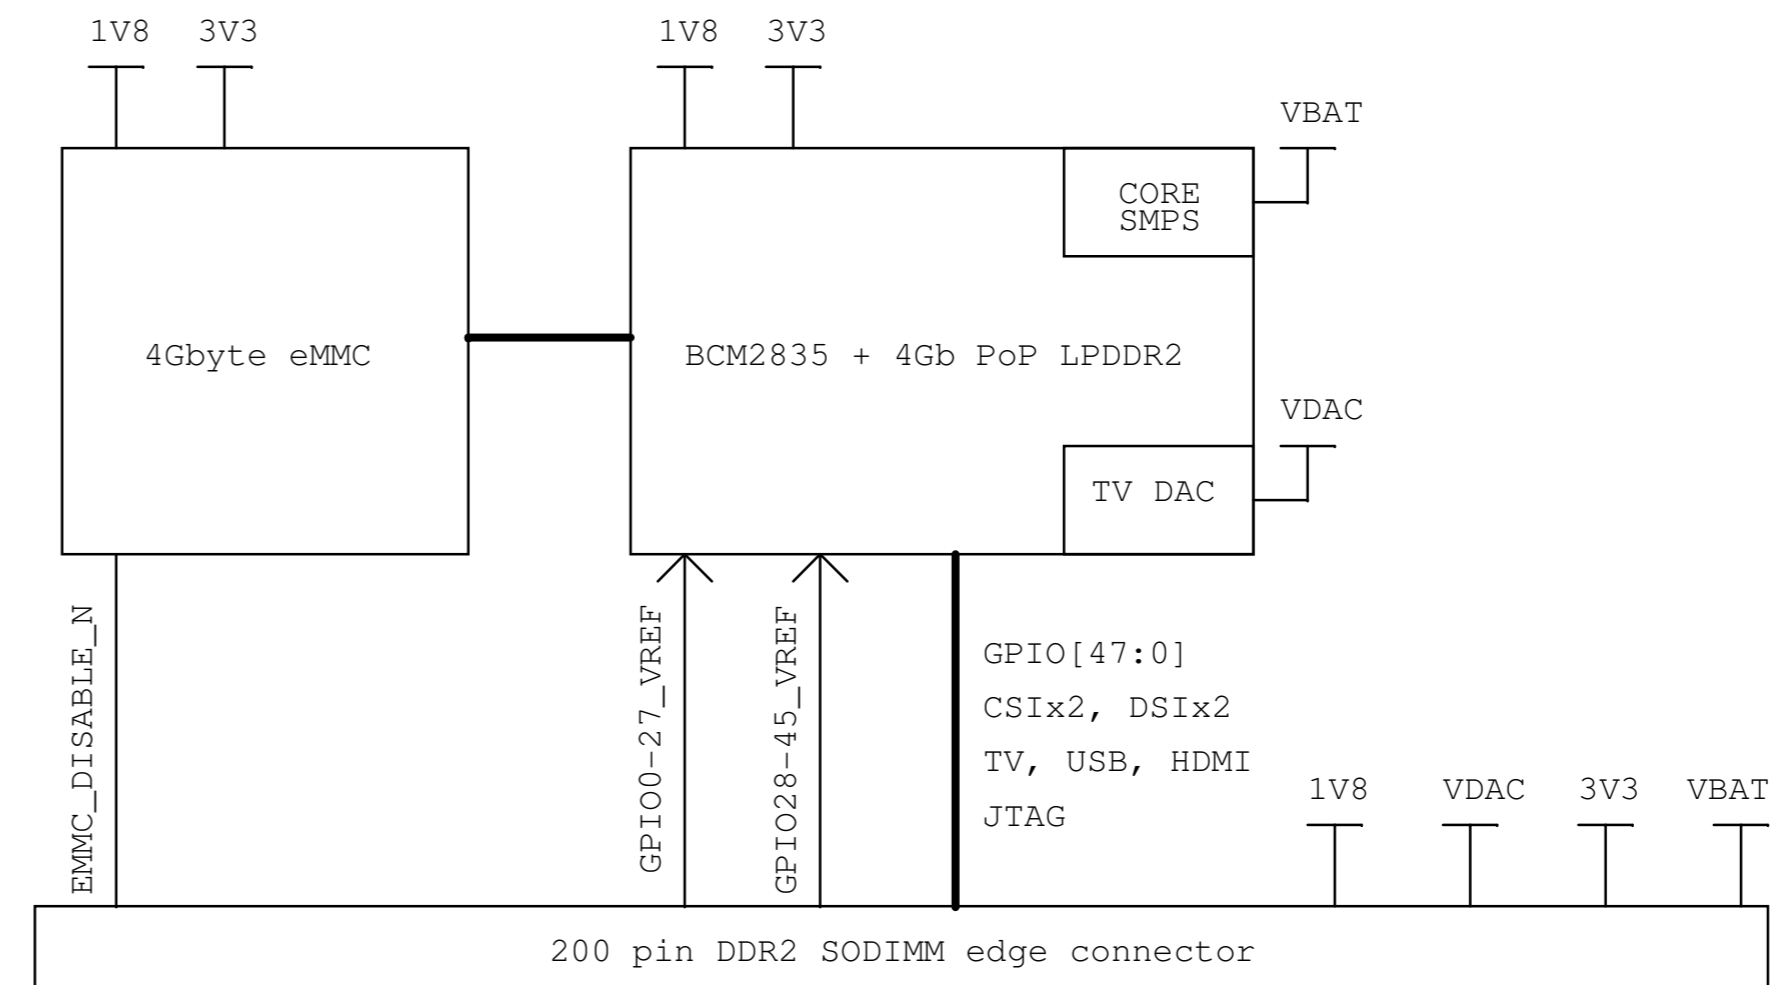 1V8 3V3
1V8 3V3
VBAT
CORE
SMPS
4Gbyte eMMC
BCM2835 + 4Gb PoP LPDDR2
VDAC
TV DAC
EMMC_DISABLE_N
GPIO0-27_VREF
GPIO28-45_VREF
GPIO[47:0]
CSIx2, DSIx2
TV, USB, HDMI
JTAG
1V8 VDAC 3V3 VBAT
200 pin DDR2 SODIMM edge connector